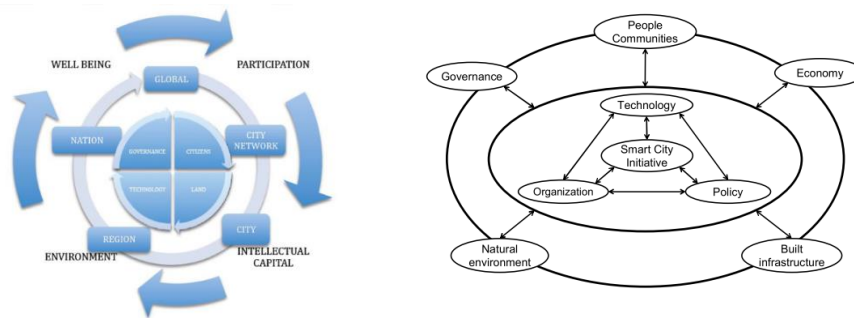 WELL BEING
PARTICIPATION
GLOBAL
NATION
CITY
NETWORK
GOVERNANCE
CITIZENS
TECHNOLOGY
LAND
REGION
CITY
ENVIRONMENT
INTELLECTUAL
CAPITAL
People
Communities
Governance
Economy
Technology
Smart City
Initiative
Organization
Policy
Natural
environment
Built
infrastructure